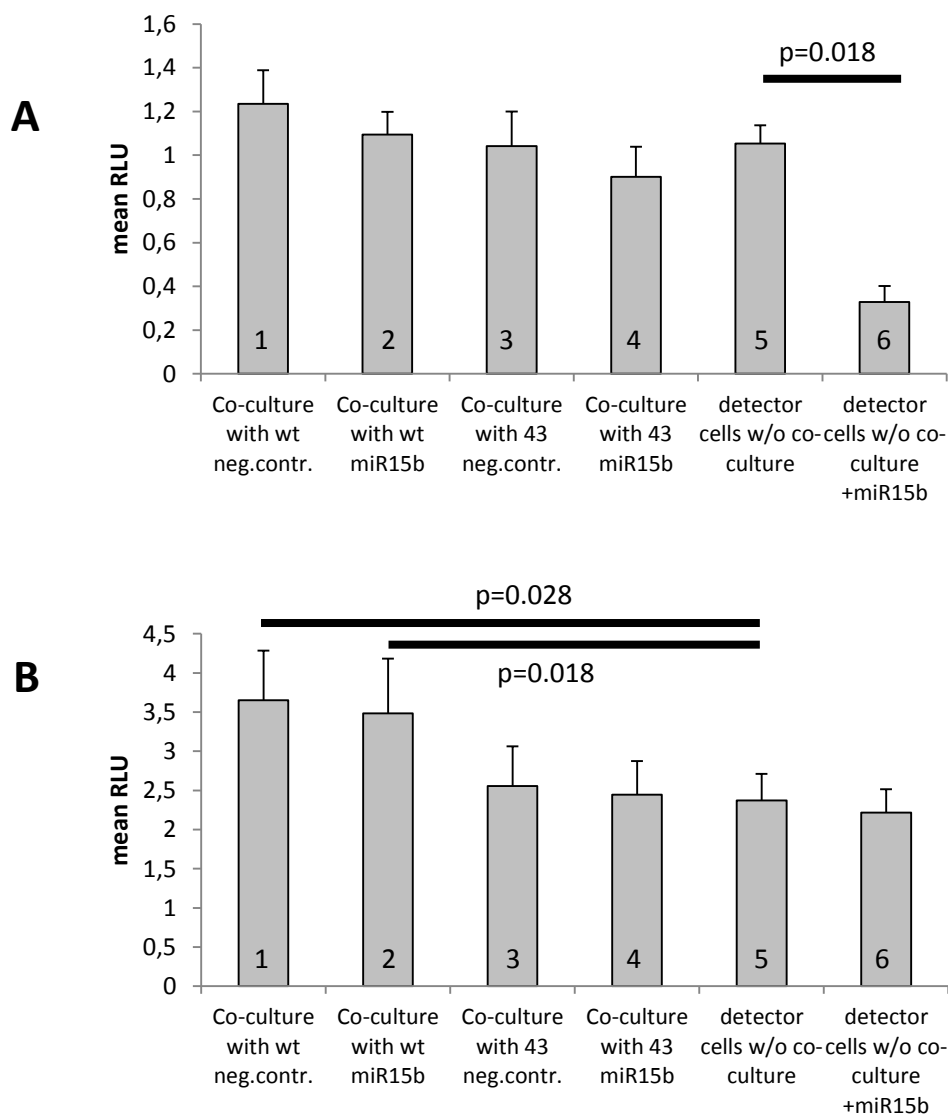 A
mean RLU
1,6
1,4
1,2
1
0,8
0,6
0,4
0,2
0
p=0.018
1
2
3
4
5
6
Co-culture
with wt
neg.contr.
Co-culture
with wt
miR15b
Co-culture
with 43
neg.contr.
Co-culture
with 43
miR15b
detector
cells w/o co-
culture
detector
cells w/o co-
culture
+miR15b
B
mean RLU
p=0.028
p=0.018
4,5
4
3,5
3
2,5
2
1,5
1
0,5
0
1
2
3
4
5
6
Co-culture
with wt
neg.contr.
Co-culture
with wt
miR15b
Co-culture
with 43
neg.contr.
Co-culture
with 43
miR15b
detector
cells w/o co-
culture
detector
cells w/o co-
culture
+miR15b